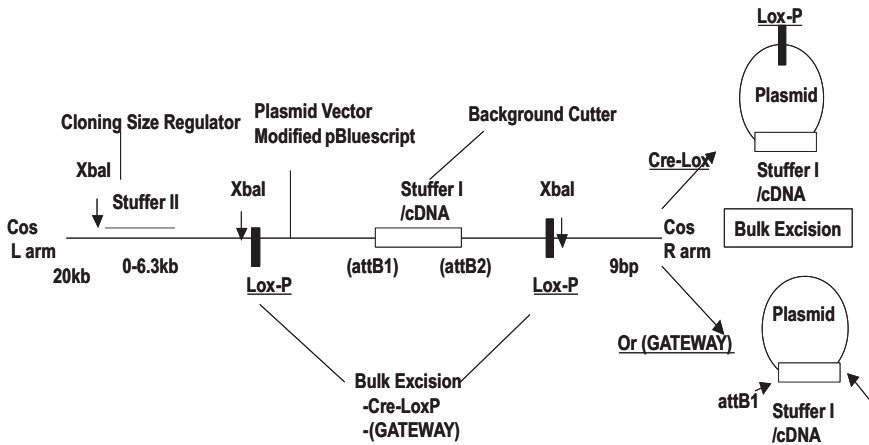 Lox-P
Plasmid
Cloning Size Regulator
Plasmid Vector
Modified pBluescript
Background Cutter
Cre-Lox
XbaI
Stuffer II
XbaI
Stuffer I
/cDNA
XbaI
Stuffer I
/cDNA
Cos
L arm
Cos
R arm
Bulk Excision
20kb
0-6.3kb
(attB1)
(attB2)
9bp
Lox-P
Lox-P
Plasmid
Or (GATEWAY)
Bulk Excision
-Cre-LoxP
-(GATEWAY)
attB1
Stuffer I
/cDNA